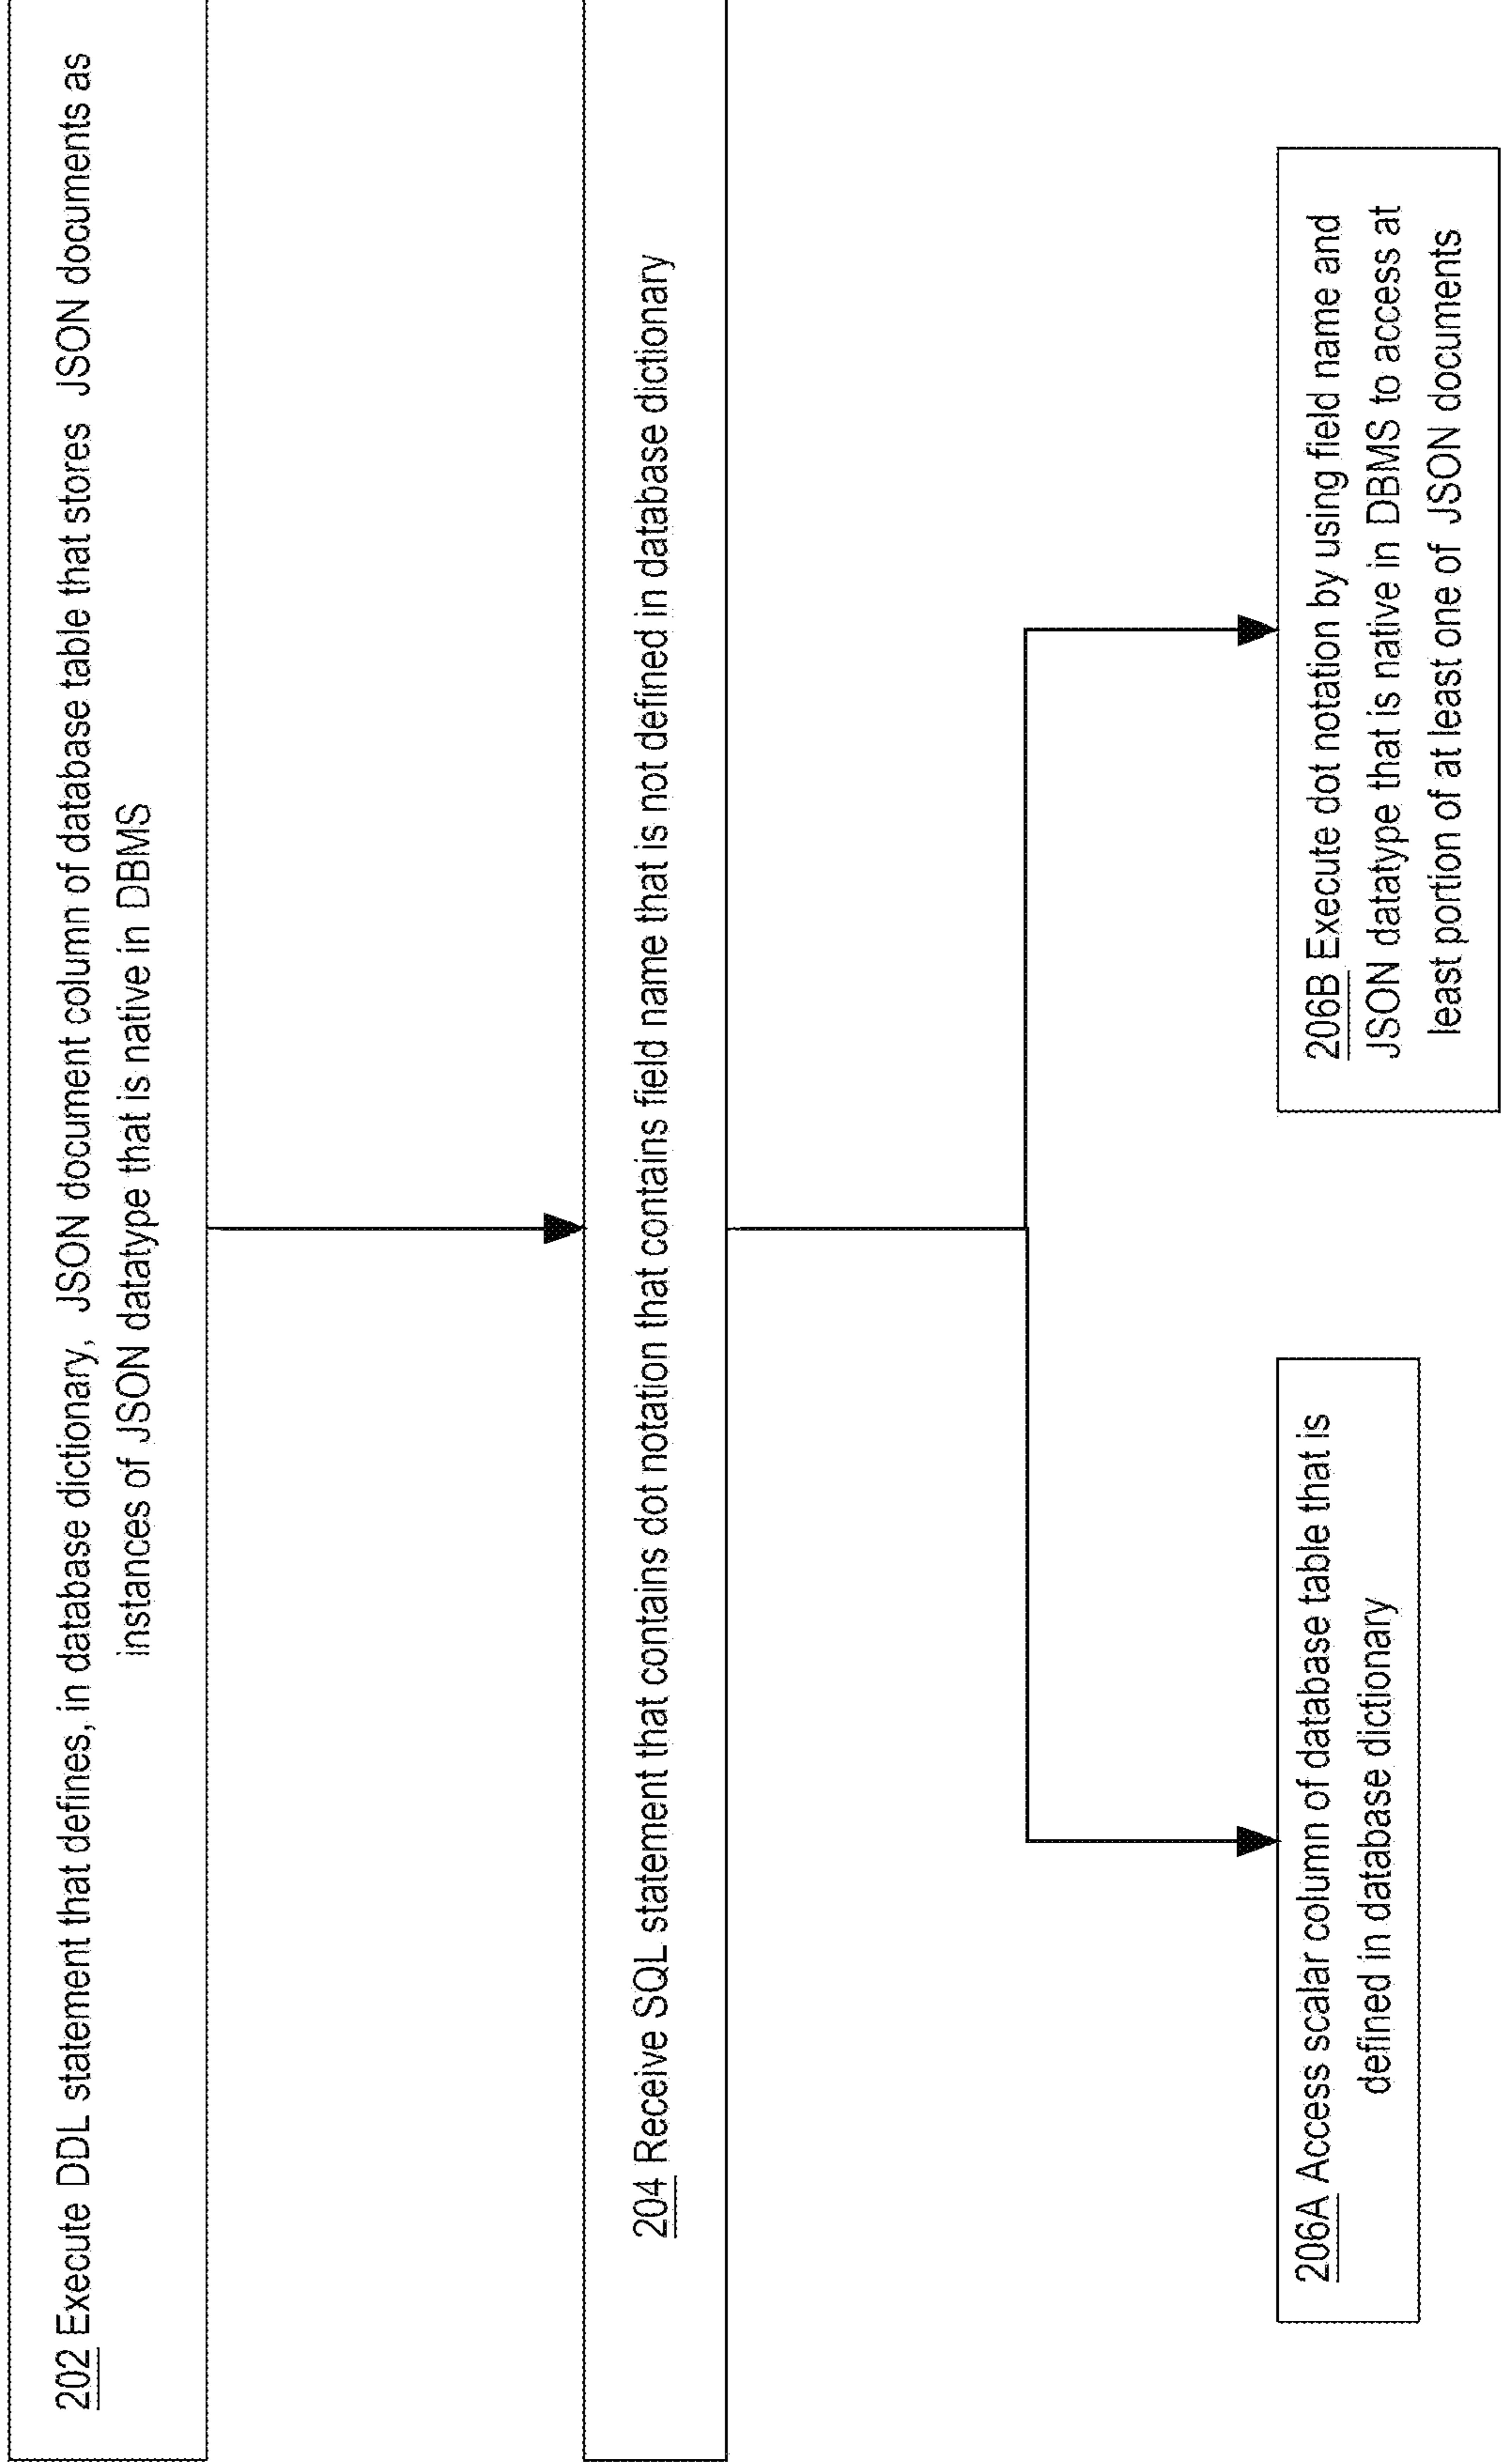 202 Execute DDL statement that defines, in database dictionary, JSON document column of database table that stores JSON documents as
instances of JSON datatype that is native in DBMS
204 Receive SQL statement that contains dot notation that contains field name that is not defined in database dictionary
206A Access scalar column of database table that is
defined in database dictionary
206B Execute dot notation by using field name and
JSON datatype that is native in DBMS to access at
least portion of at least one of JSON documents